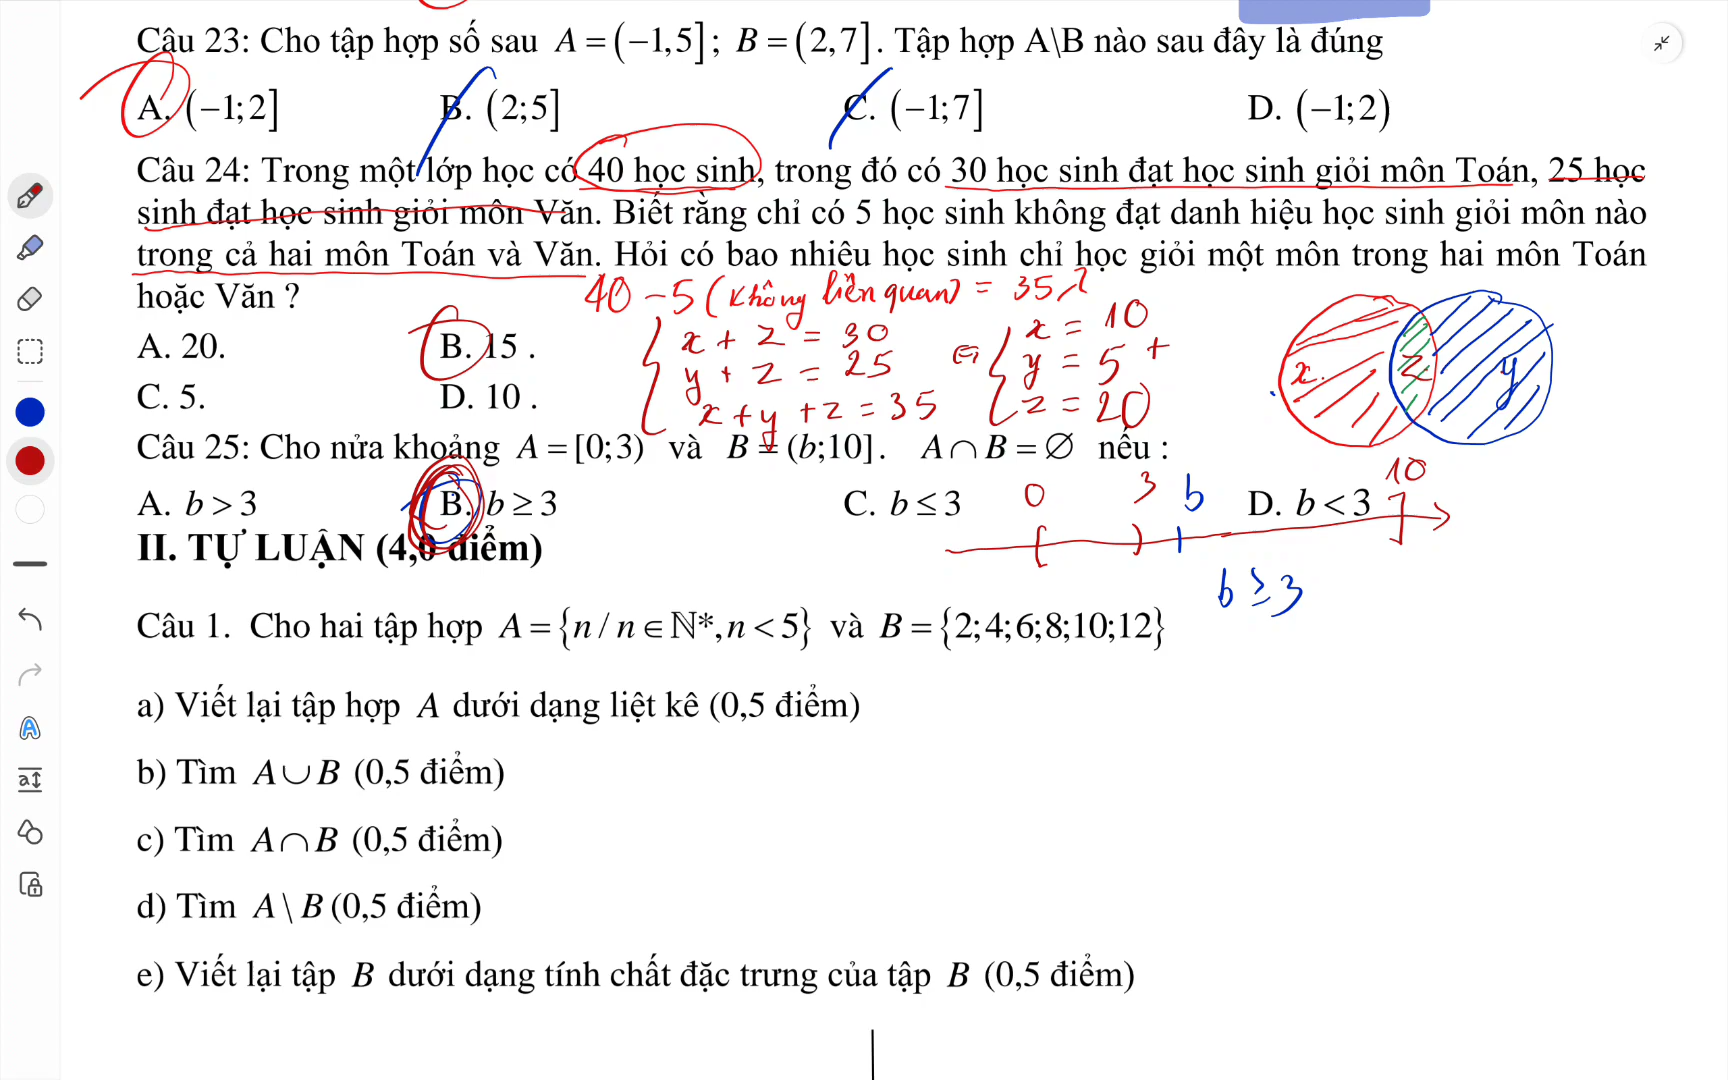 Câu 23: Cho tập hợp số sau A = (−1,5]; B = (2,7]. Tập hợp A\B nào sau đây là đúng
A. (−1;2] B. (2;5] C. (−1;7] D. (−1;2)
Câu 24: Trong một lớp học có 40 học sinh, trong đó có 30 học sinh đạt học sinh giỏi môn Toán, 25 học
sinh đạt học sinh giỏi môn Văn. Biết rằng chỉ có 5 học sinh không đạt danh hiệu học sinh giỏi môn nào
trong cả hai môn Toán và Văn. Hỏi có bao nhiêu học sinh chỉ học giỏi một môn trong hai môn Toán
hoặc Văn ?
40 − 5 (không liên quan) = 35
A. 20. B. 15 .
C. 5. D. 10 .
x + z = 30
y + z = 25
x + y + z = 35
x = 10
y = 5 +
z = 20
x z y
Câu 25: Cho nửa khoảng A = [0;3) và B = (b;10]. A ∩ B = ∅ nếu :
A. b > 3 B. b ≥ 3 C. b ≤ 3 D. b < 3
0 3 b 10
[ ) ]
b ≥ 3
II. TỰ LUẬN (4,0 điểm)
Câu 1. Cho hai tập hợp A = {n / n ∈ ℕ*, n < 5} và B = {2;4;6;8;10;12}
a) Viết lại tập hợp A dưới dạng liệt kê (0,5 điểm)
b) Tìm A ∪ B (0,5 điểm)
c) Tìm A ∩ B (0,5 điểm)
d) Tìm A \ B (0,5 điểm)
e) Viết lại tập B dưới dạng tính chất đặc trưng của tập B (0,5 điểm)